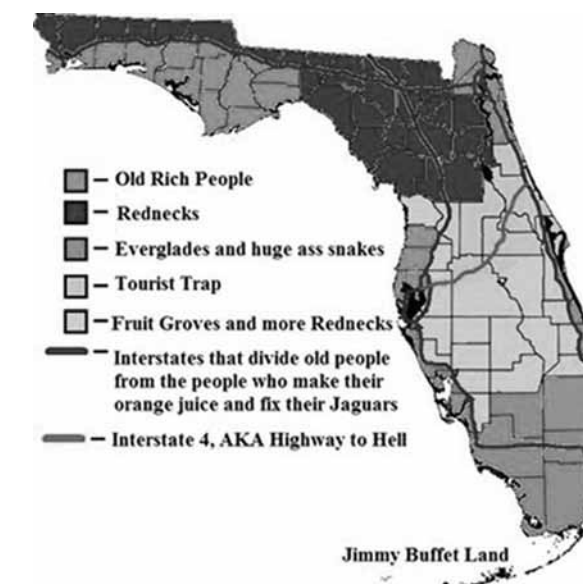 – Old Rich People
– Rednecks
– Everglades and huge ass snakes
– Tourist Trap
– Fruit Groves and more Rednecks
– Interstates that divide old people
from the people who make their
orange juice and fix their Jaguars
– Interstate 4, AKA Highway to Hell
Jimmy Buffet Land